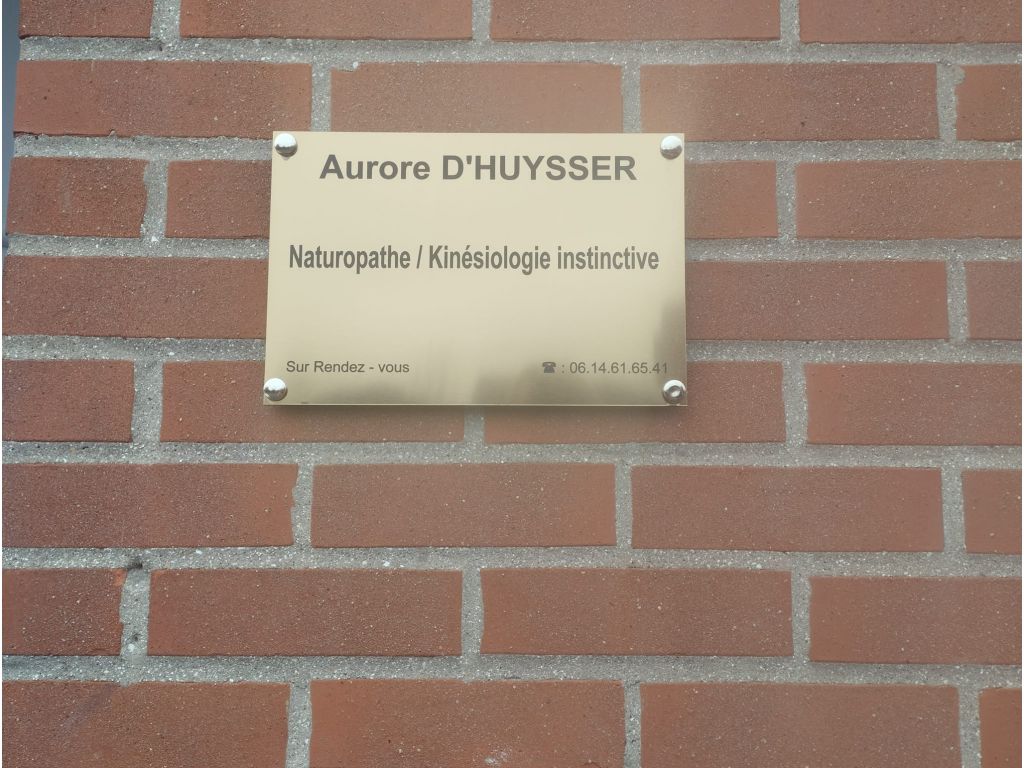 Aurore D'HUYSSER
Naturopathe / Kinésiologie instinctive
Sur Rendez - vous ☎ : 06.14.61.65.41